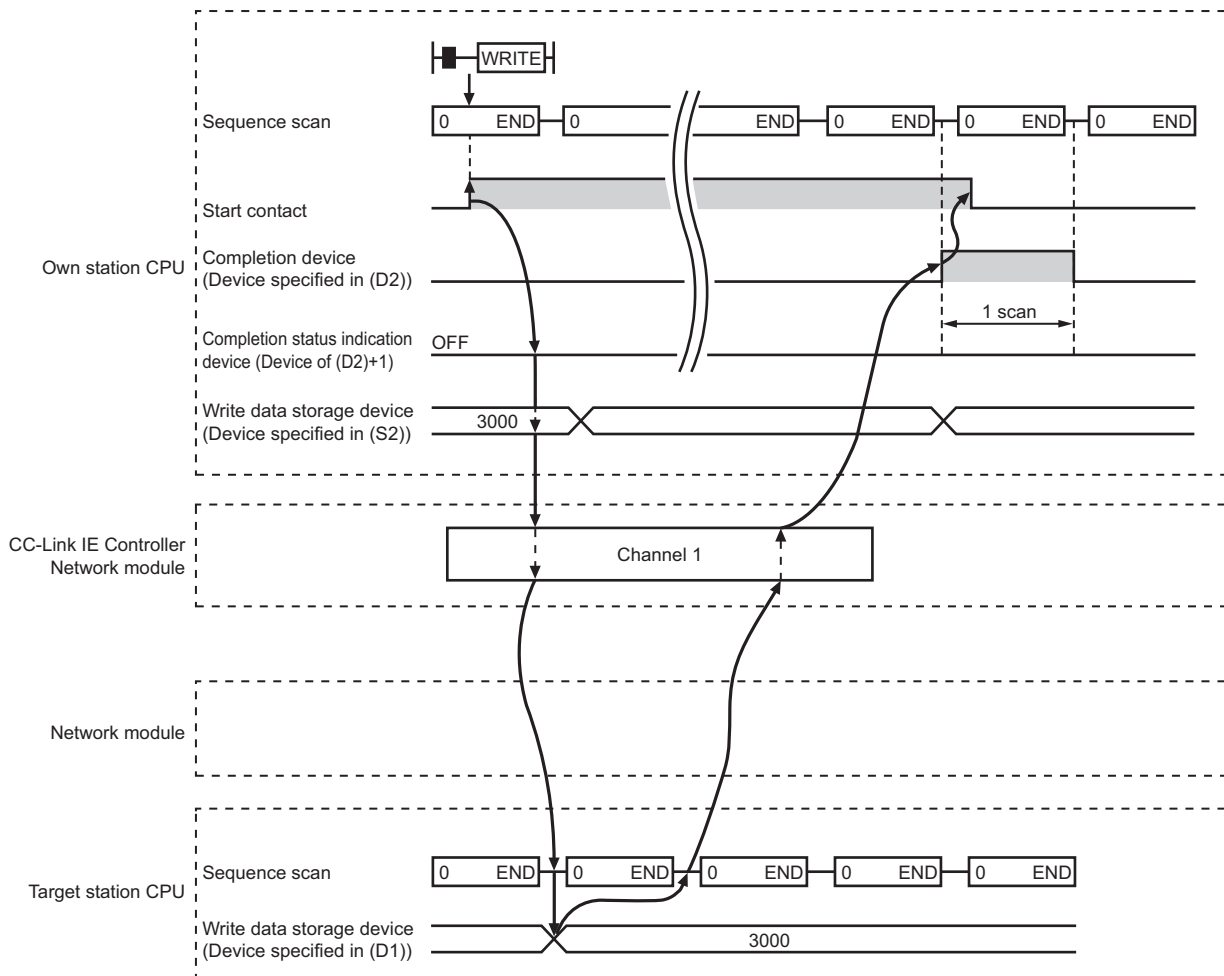 WRITE
Sequence scan
0 END 0 END 0 END 0 END 0 END
Start contact
Own station CPU
Completion device
(Device specified in (D2))
1 scan
Completion status indication
device (Device of (D2)+1)
OFF
Write data storage device
(Device specified in (S2))
3000
CC-Link IE Controller
Network module
Channel 1
Network module
Target station CPU
Sequence scan
0 END 0 END 0 END 0 END 0 END
Write data storage device
(Device specified in (D1))
3000